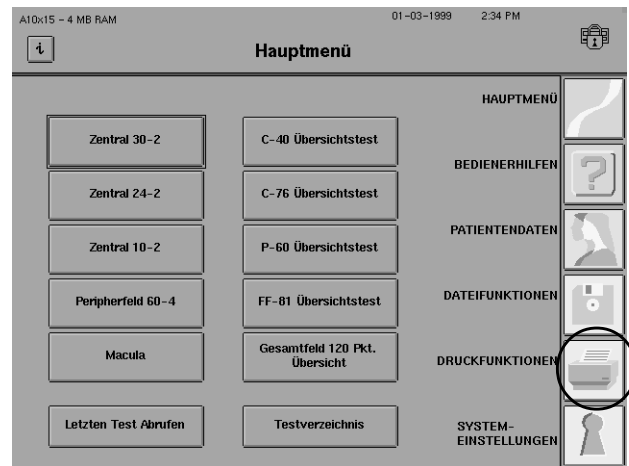 A10x15 - 4 MB RAM
01-03-1999 2:34 PM
i
Hauptmenü
HAUPTMENÜ
Zentral 30-2
C-40 Übersichtstest
BEDIENERHILFEN
?
Zentral 24-2
C-76 Übersichtstest
PATIENTENDATEN
Zentral 10-2
P-60 Übersichtstest
DATEIFUNKTIONEN
Peripherfeld 60-4
FF-81 Übersichtstest
Macula
Gesamtfeld 120 Pkt.
Übersicht
DRUCKFUNKTIONEN
Letzten Test Abrufen
Testverzeichnis
SYSTEM-
EINSTELLUNGEN